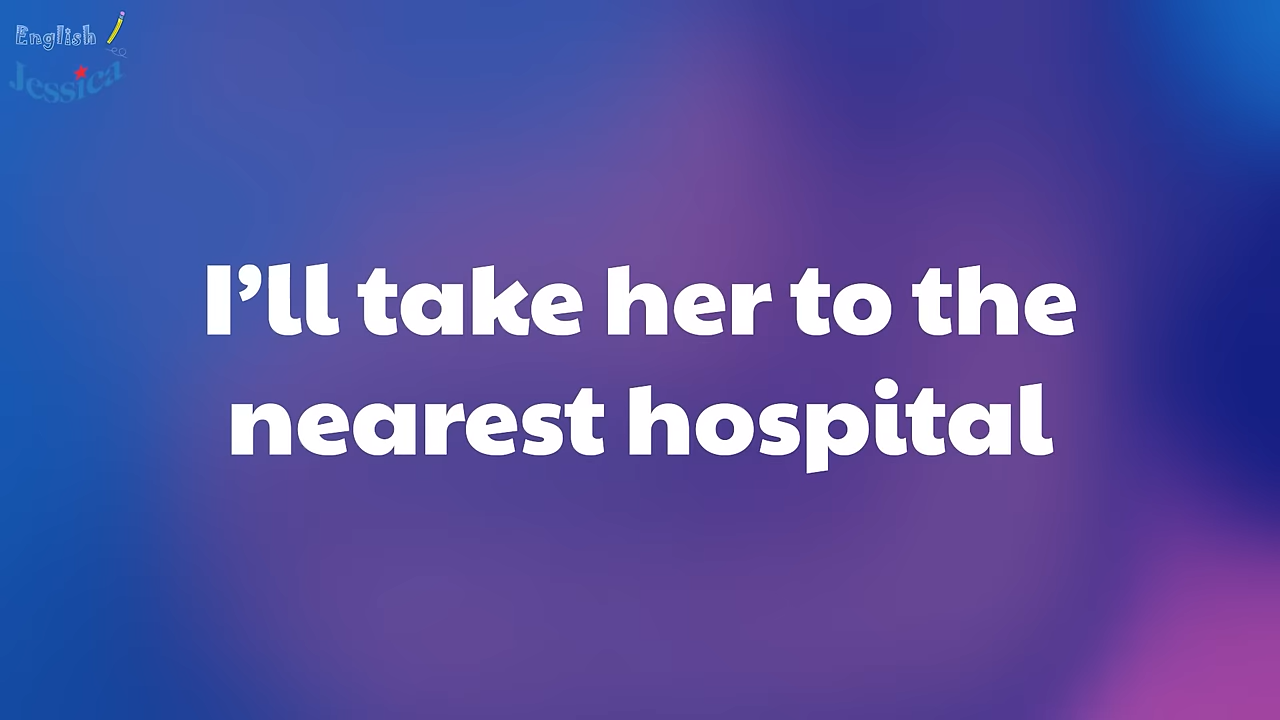 English
Jessica
I'll take her to the
nearest hospital